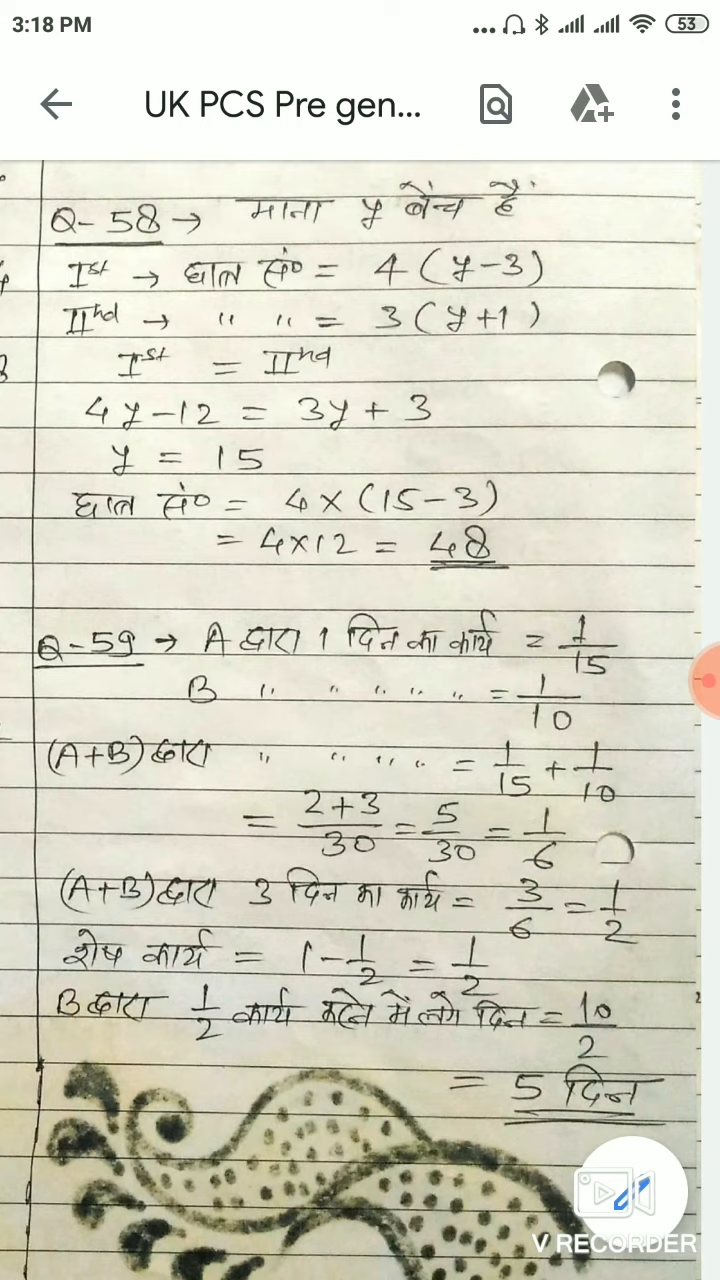 3:18 PM
53
UK PCS Pre gen...
Q-58 → माना y बेंच हैं
Ist → छात्र सं० = 4(y-3)
IInd → " " = 3(y+1)
Ist = IInd
4y-12 = 3y+3
y = 15
छात्र सं० = 4×(15-3)
= 4×12 = 48
Q-59 → A द्वारा 1 दिन का कार्य = 1/15
B " " " " " = 1/10
(A+B) द्वारा " " " " = 1/15 + 1/10
= 2+3/30 = 5/30 = 1/6
(A+B) द्वारा 3 दिन का कार्य = 3/6 = 1/2
शेष कार्य = 1-1/2 = 1/2
B द्वारा 1/2 कार्य करने में लगे दिन = 10/2
= 5 दिन
V RECORDER